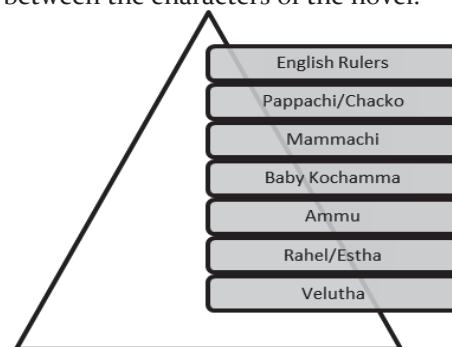 between the characters of the novel.
English Rulers
Pappachi/Chacko
Mammachi
Baby Kochamma
Ammu
Rahel/Estha
Velutha